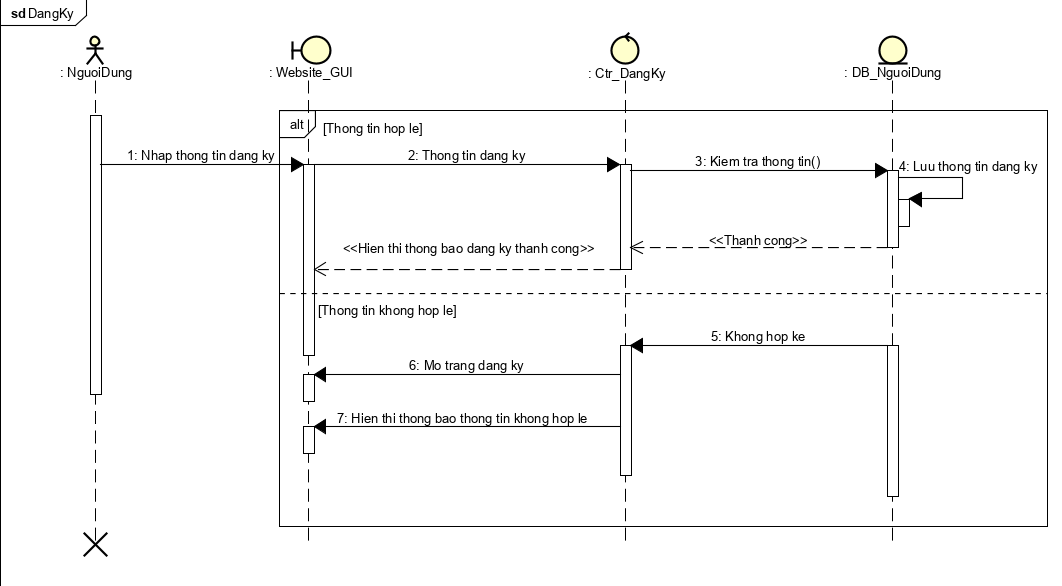 sd DangKy
: NguoiDung
: Website_GUI
: Ctr_DangKy
: DB_NguoiDung
alt
[Thong tin hop le]
1: Nhap thong tin dang ky
2: Thong tin dang ky
3: Kiem tra thong tin()
4: Luu thong tin dang ky
<<Thanh cong>>
<<Hien thi thong bao dang ky thanh cong>>
[Thong tin khong hop le]
5: Khong hop ke
6: Mo trang dang ky
7: Hien thi thong bao thong tin khong hop le